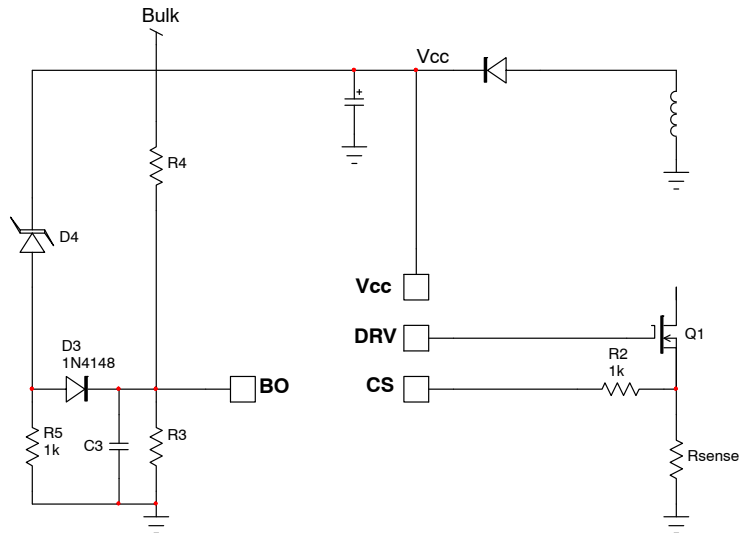 Bulk
Vcc
R4
D4
Vcc
DRV
Q1
D3
1N4148
R2
1k
BO
CS
R5
1k
C3
R3
Rsense
+